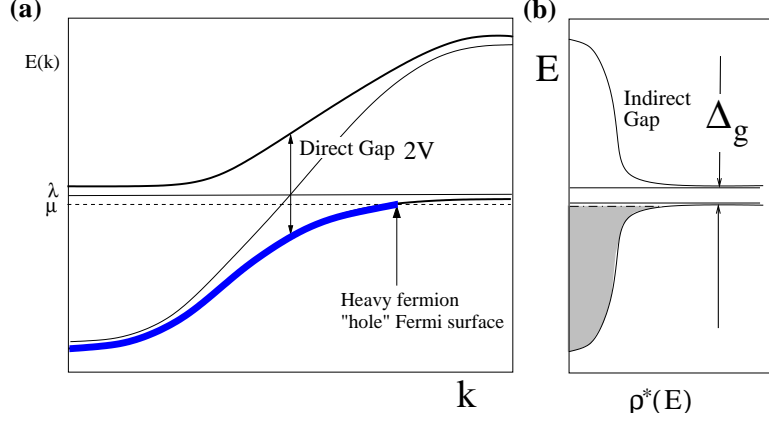 (a)
E(k)
λ
μ
Direct Gap 2V
Heavy fermion
"hole" Fermi surface
k
(b)
E
Indirect
Gap
Δg
ρ*(E)